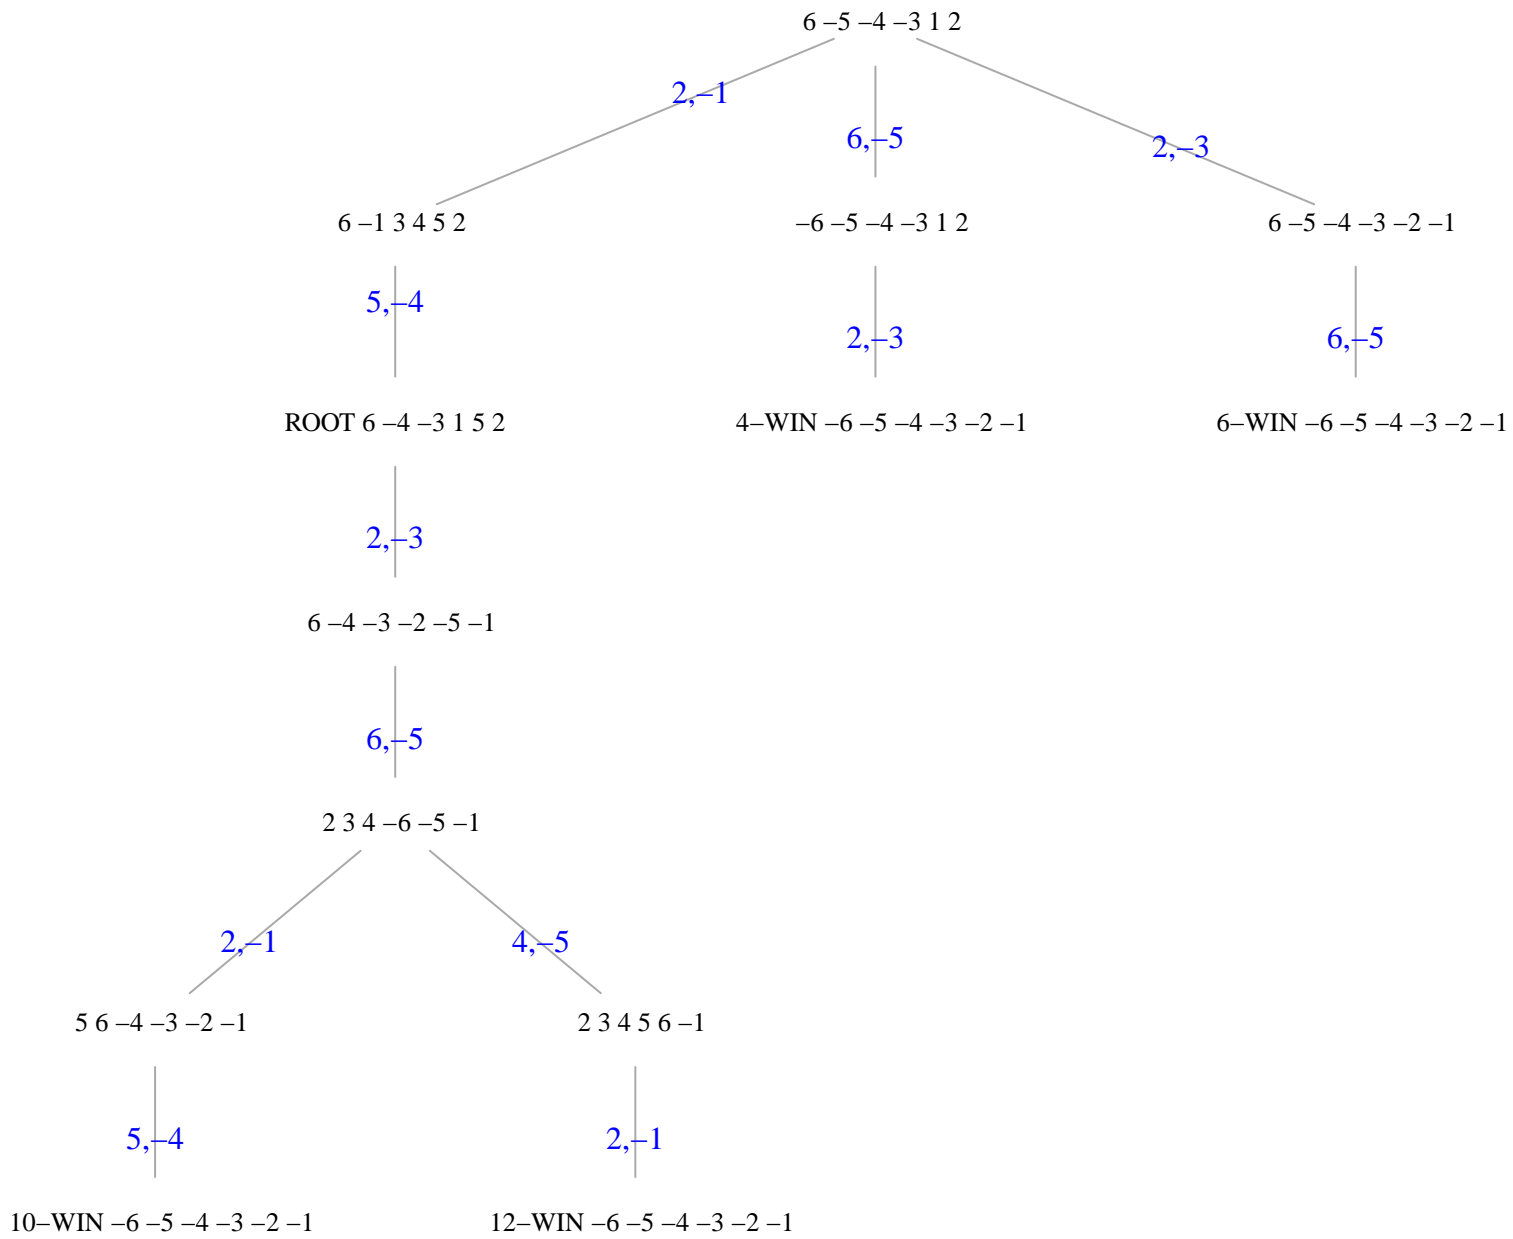 6 –5 –4 –3 1 2
2,–1
6,–5
2,–3
6 –1 3 4 5 2
–6 –5 –4 –3 1 2
6 –5 –4 –3 –2 –1
5,–4
2,–3
6,–5
ROOT 6 –4 –3 1 5 2
4–WIN –6 –5 –4 –3 –2 –1
6–WIN –6 –5 –4 –3 –2 –1
2,–3
6 –4 –3 –2 –5 –1
6,–5
2 3 4 –6 –5 –1
2,–1
4,–5
5 6 –4 –3 –2 –1
2 3 4 5 6 –1
5,–4
2,–1
10–WIN –6 –5 –4 –3 –2 –1
12–WIN –6 –5 –4 –3 –2 –1